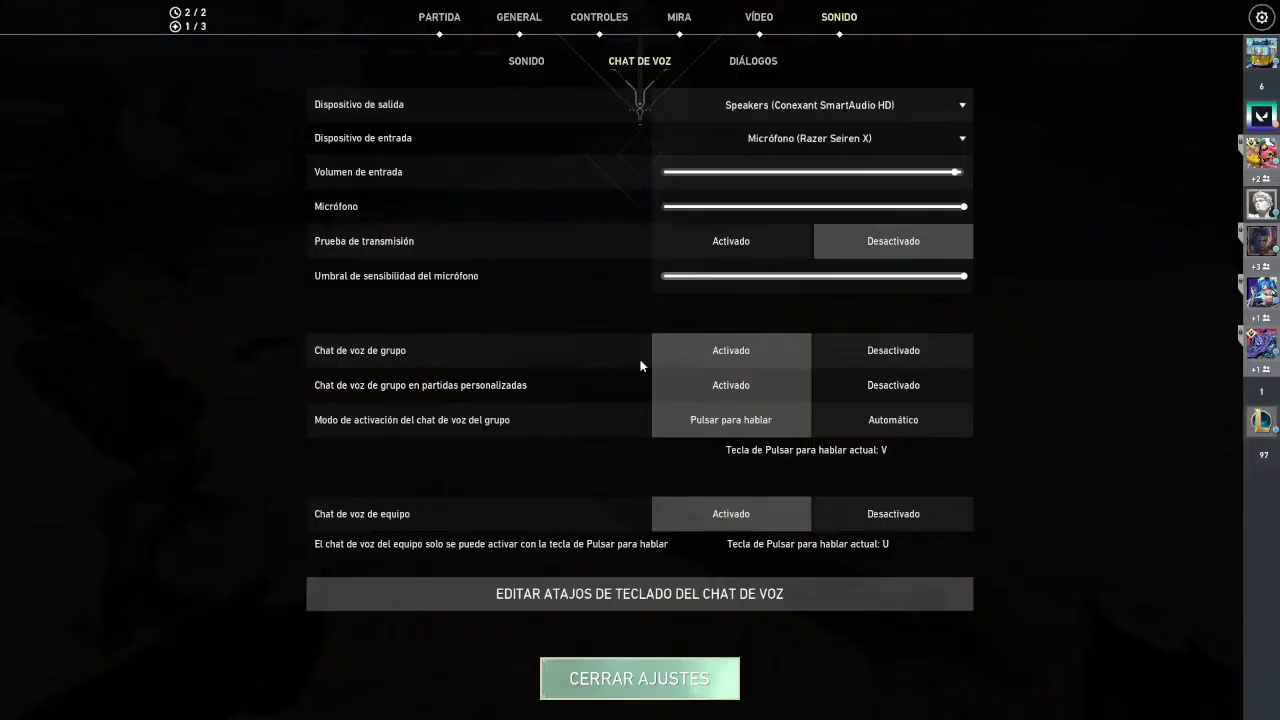 2 / 2
1 / 3
PARTIDA GENERAL CONTROLES MIRA VÍDEO SONIDO
SONIDO CHAT DE VOZ DIÁLOGOS
Dispositivo de salida Speakers (Conexant SmartAudio HD)
Dispositivo de entrada Micrófono (Razer Seiren X)
Volumen de entrada
Micrófono
Prueba de transmisión Activado Desactivado
Umbral de sensibilidad del micrófono
Chat de voz de grupo Activado Desactivado
Chat de voz de grupo en partidas personalizadas Activado Desactivado
Modo de activación del chat de voz del grupo Pulsar para hablar Automático
Tecla de Pulsar para hablar actual: V
Chat de voz de equipo Activado Desactivado
El chat de voz del equipo solo se puede activar con la tecla de Pulsar para hablar Tecla de Pulsar para hablar actual: U
EDITAR ATAJOS DE TECLADO DEL CHAT DE VOZ
CERRAR AJUSTES
6
+2
+3
+1
+1
1
97